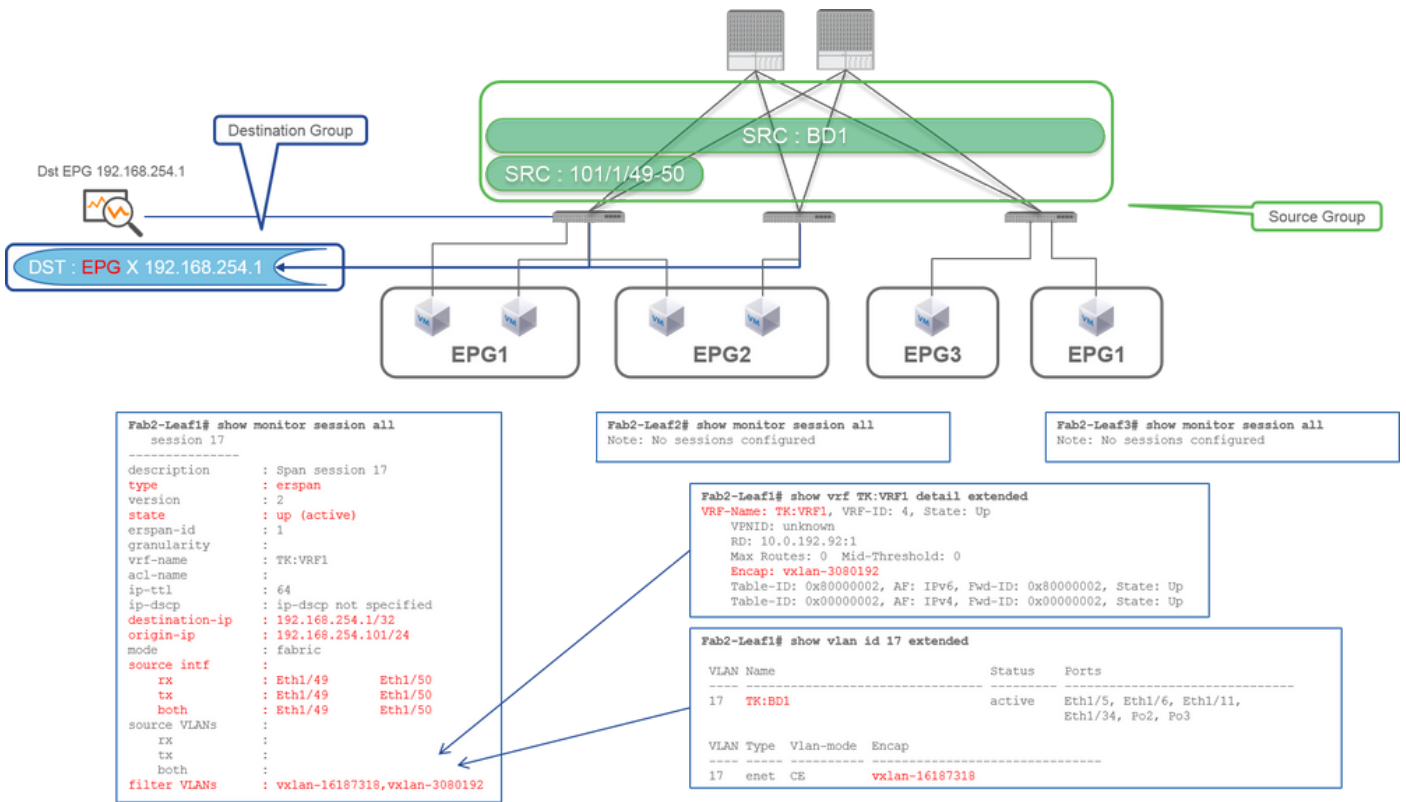 Destination Group
SRC : BD1
Dst EPG 192.168.254.1
SRC : 101/1/49-50
Source Group
DST : EPG X 192.168.254.1
VM
VM
VM
VM
VM
VM
EPG1
EPG2
EPG3
EPG1
Fab2-Leaf1# show monitor session all
session 17
---------------
description : Span session 17
type : erspan
version : 2
state : up (active)
erspan-id : 1
granularity :
vrf-name : TK:VRF1
acl-name :
ip-ttl : 64
ip-dscp : ip-dscp not specified
destination-ip : 192.168.254.1/32
origin-ip : 192.168.254.101/24
mode : fabric
source intf :
rx : Eth1/49 Eth1/50
tx : Eth1/49 Eth1/50
both : Eth1/49 Eth1/50
source VLANs :
rx :
tx :
both :
filter VLANs : vxlan-16187318,vxlan-3080192
Fab2-Leaf2# show monitor session all
Note: No sessions configured
Fab2-Leaf3# show monitor session all
Note: No sessions configured
Fab2-Leaf1# show vrf TK:VRF1 detail extended
VRF-Name: TK:VRF1, VRF-ID: 4, State: Up
VPNID: unknown
RD: 10.0.192.92:1
Max Routes: 0 Mid-Threshold: 0
Encap: vxlan-3080192
Table-ID: 0x80000002, AF: IPv6, Fwd-ID: 0x80000002, State: Up
Table-ID: 0x00000002, AF: IPv4, Fwd-ID: 0x00000002, State: Up
Fab2-Leaf1# show vlan id 17 extended
VLAN Name Status Ports
---- -------------------------------- --------- -------------------------------
17 TK:BD1 active Eth1/5, Eth1/6, Eth1/11,
Eth1/34, Po2, Po3
VLAN Type Vlan-mode Encap
---- ----- ---------- -------------------------------
17 enet CE vxlan-16187318